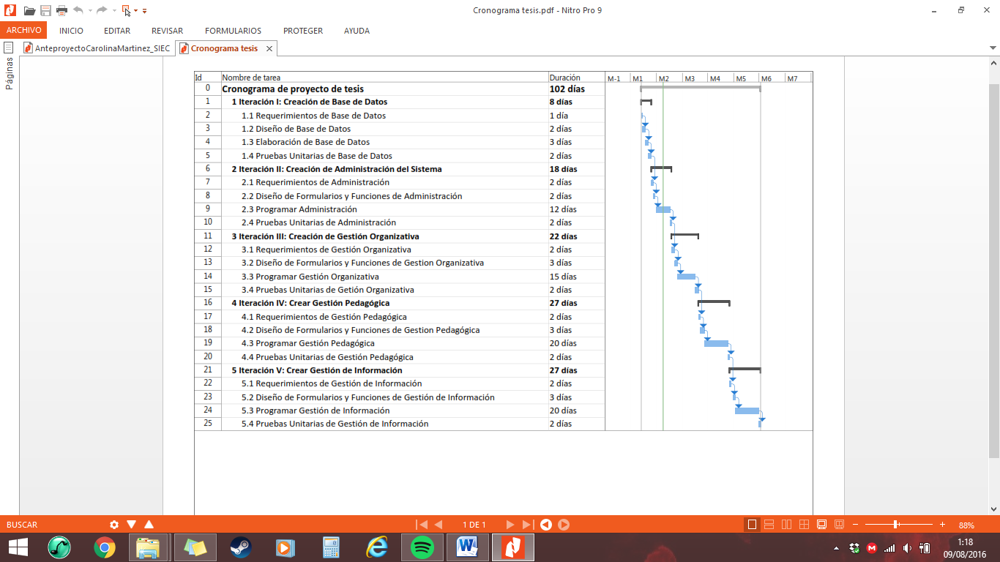 Cronograma tesis.pdf - Nitro Pro 9
ARCHIVO INICIO EDITAR REVISAR FORMULARIOS PROTEGER AYUDA
AnteproyectoCarolinaMartinez_SIEC Cronograma tesis
Páginas
Id Nombre de tarea Duración M-1 M1 M2 M3 M4 M5 M6 M7
0 Cronograma de proyecto de tesis 102 días
1 1 Iteración I: Creación de Base de Datos 8 días
2 1.1 Requerimientos de Base de Datos 1 día
3 1.2 Diseño de Base de Datos 2 días
4 1.3 Elaboración de Base de Datos 3 días
5 1.4 Pruebas Unitarias de Base de Datos 2 días
6 2 Iteración II: Creación de Administración del Sistema 18 días
7 2.1 Requerimientos de Administración 2 días
8 2.2 Diseño de Formularios y Funciones de Administración 2 días
9 2.3 Programar Administración 12 días
10 2.4 Pruebas Unitarias de Administración 2 días
11 3 Iteración III: Creación de Gestión Organizativa 22 días
12 3.1 Requerimientos de Gestión Organizativa 2 días
13 3.2 Diseño de Formularios y Funciones de Gestion Organizativa 3 días
14 3.3 Programar Gestión Organizativa 15 días
15 3.4 Pruebas Unitarias de Getión Organizativa 2 días
16 4 Iteración IV: Crear Gestión Pedagógica 27 días
17 4.1 Requerimientos de Gestión Pedagógica 2 días
18 4.2 Diseño de Formularios y Funciones de Gestion Pedagógica 3 días
19 4.3 Programar Gestión Pedagógica 20 días
20 4.4 Pruebas Unitarias de Gestión Pedagógica 2 días
21 5 Iteración V: Crear Gestión de Información 27 días
22 5.1 Requerimientos de Gestión de Información 2 días
23 5.2 Diseño de Formularios y Funciones de Gestión de Información 3 días
24 5.3 Programar Gestión de Información 20 días
25 5.4 Pruebas Unitarias de Gestión de Información 2 días
BUSCAR 1 DE 1 88%
1:18
09/08/2016